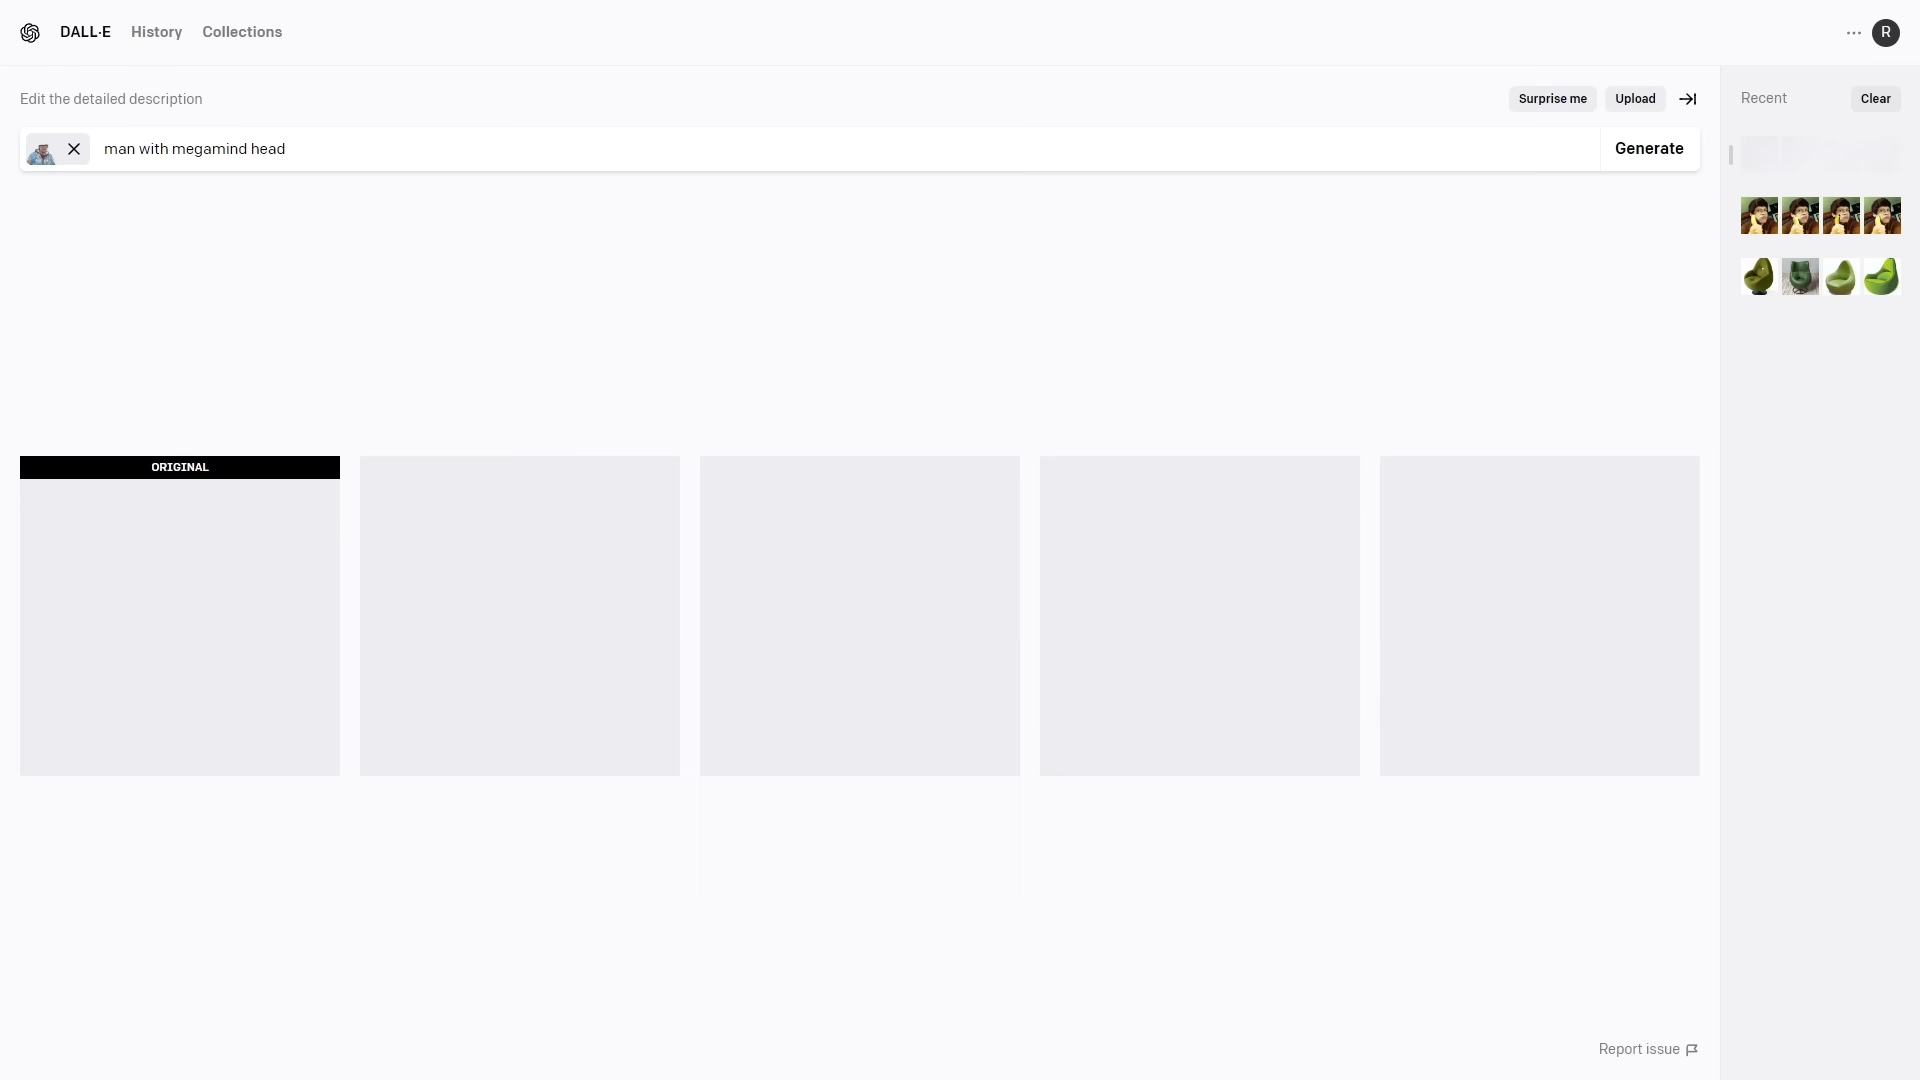 DALL·E History Collections
R
Edit the detailed description
Surprise me Upload
Recent Clear
man with megamind head
Generate
ORIGINAL
Report issue